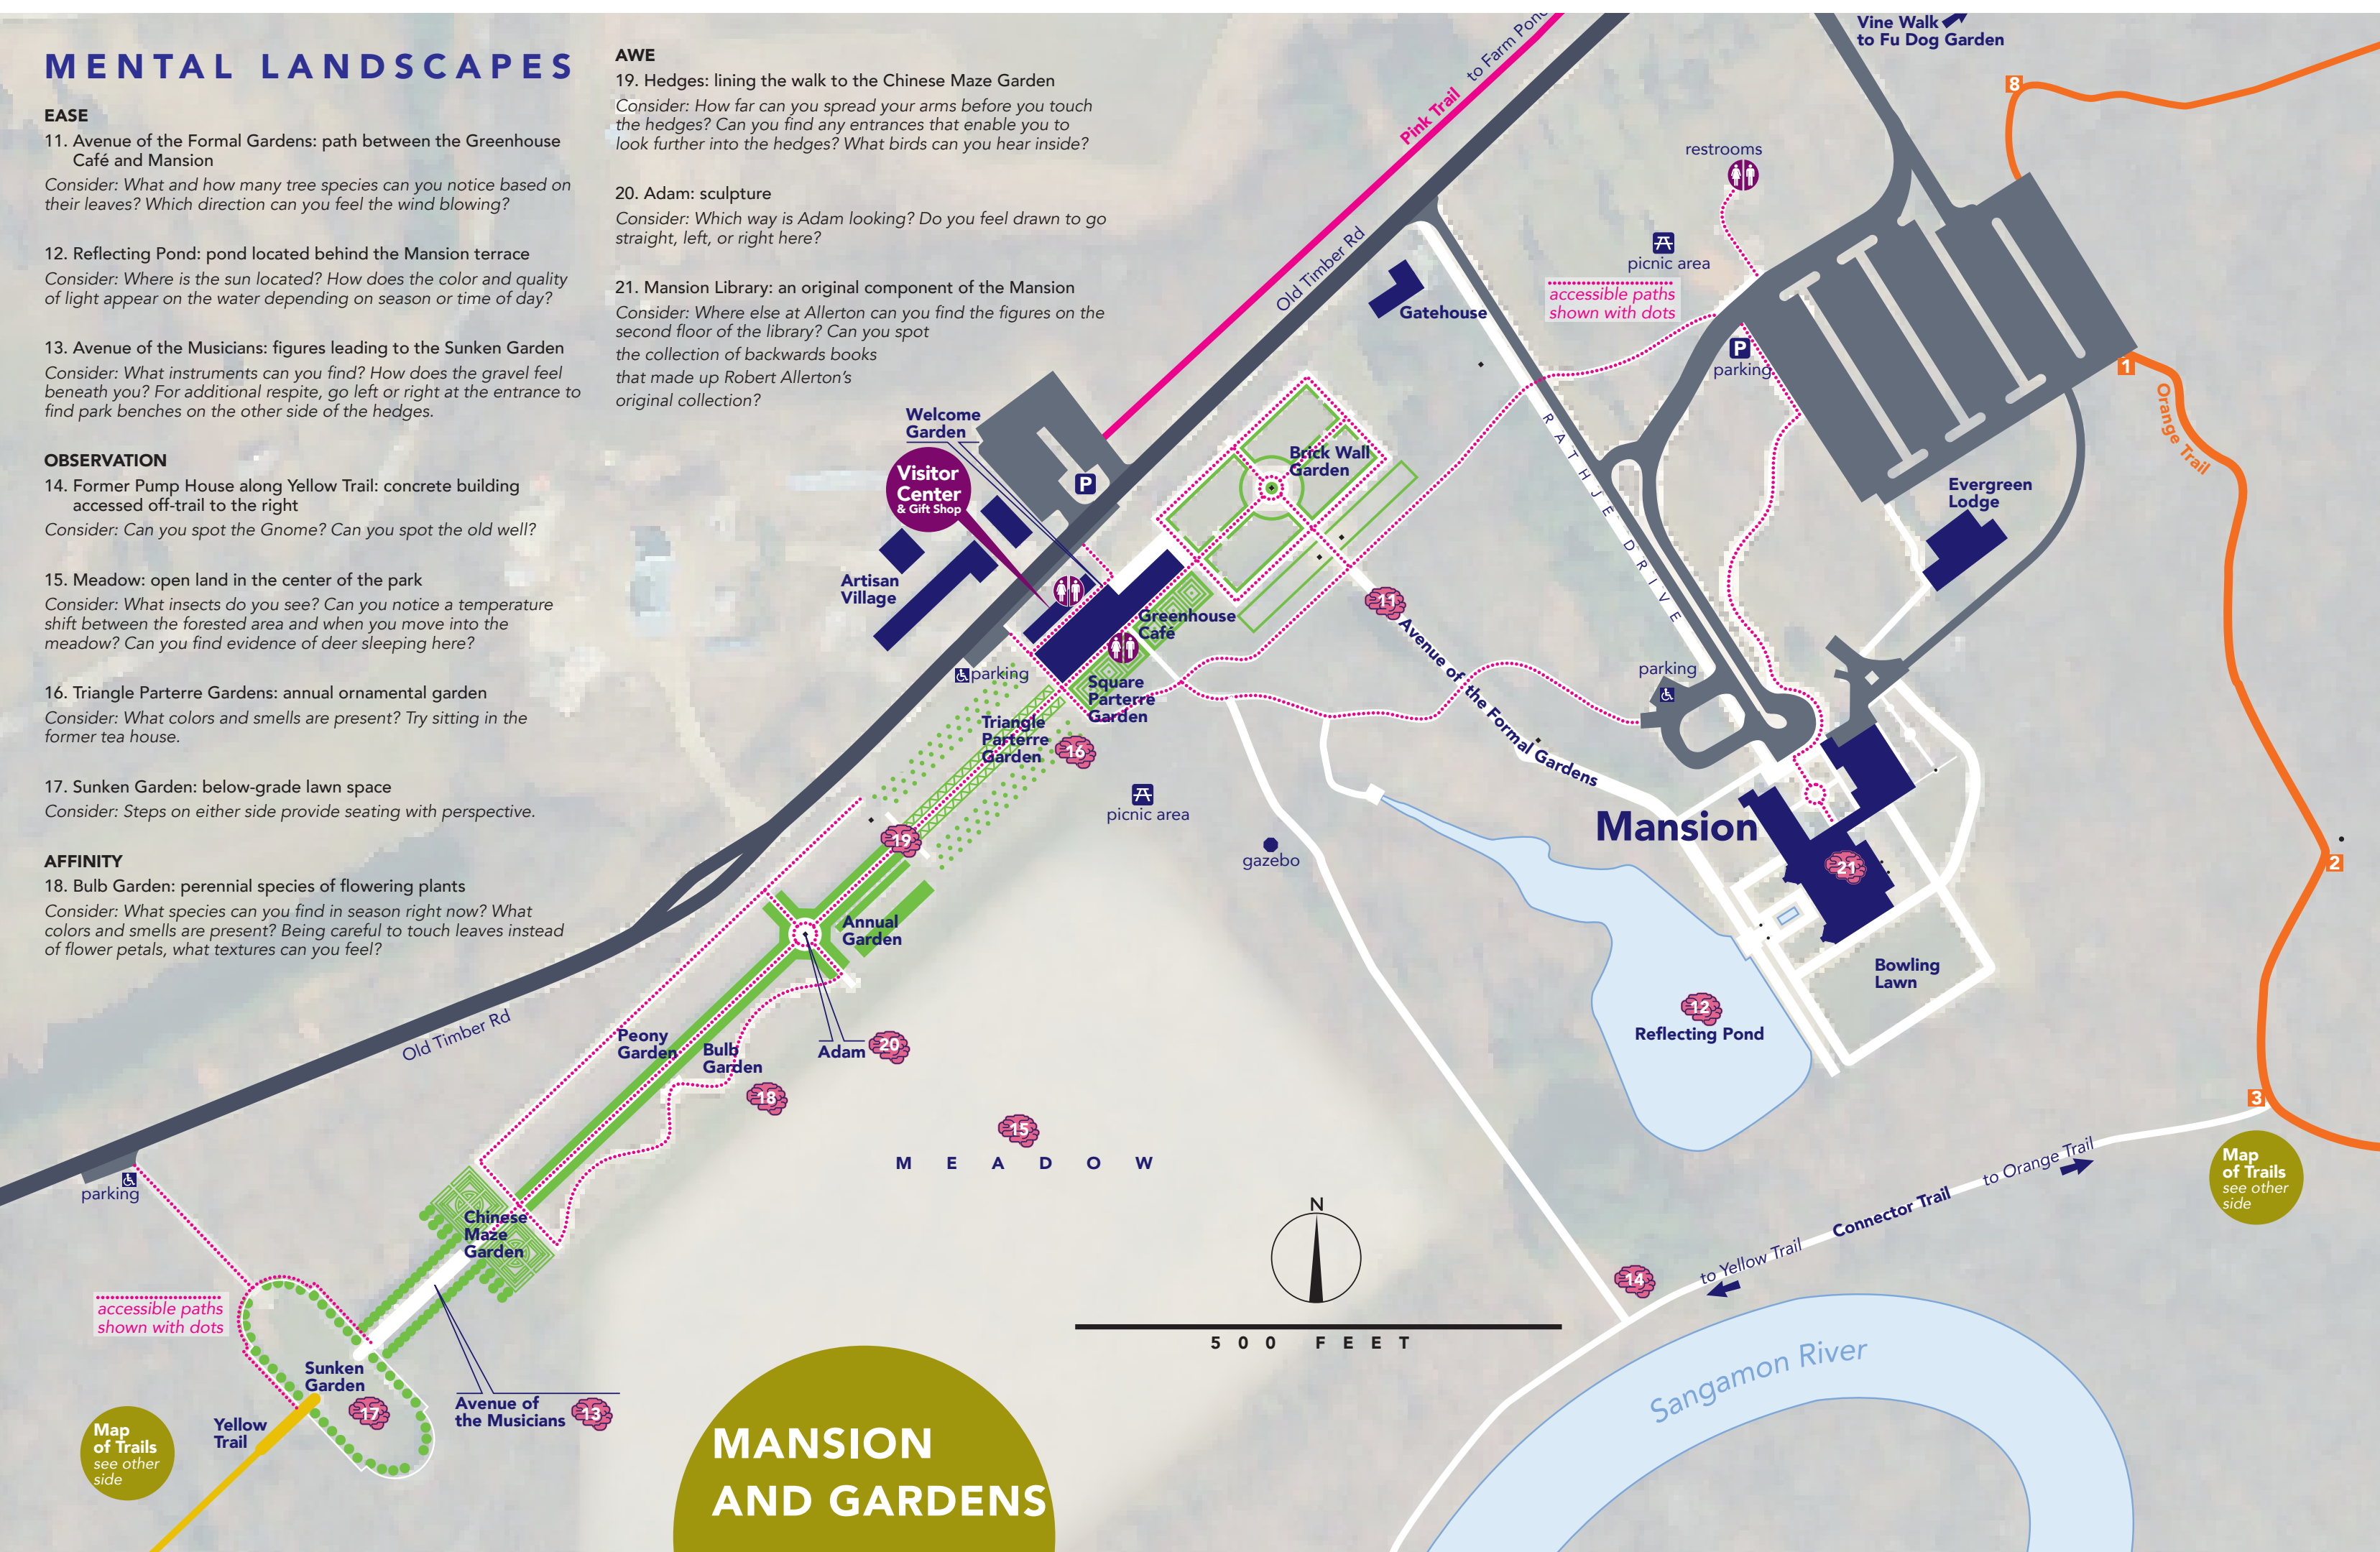 MENTAL LANDSCAPES
EASE
11. Avenue of the Formal Gardens: path between the Greenhouse
Café and Mansion
Consider: What and how many tree species can you notice based on
their leaves? Which direction can you feel the wind blowing?
12. Reflecting Pond: pond located behind the Mansion terrace
Consider: Where is the sun located? How does the color and quality
of light appear on the water depending on season or time of day?
13. Avenue of the Musicians: figures leading to the Sunken Garden
Consider: What instruments can you find? How does the gravel feel
beneath you? For additional respite, go left or right at the entrance to
find park benches on the other side of the hedges.
OBSERVATION
14. Former Pump House along Yellow Trail: concrete building
accessed off-trail to the right
Consider: Can you spot the Gnome? Can you spot the old well?
15. Meadow: open land in the center of the park
Consider: What insects do you see? Can you notice a temperature
shift between the forested area and when you move into the
meadow? Can you find evidence of deer sleeping here?
16. Triangle Parterre Gardens: annual ornamental garden
Consider: What colors and smells are present? Try sitting in the
former tea house.
17. Sunken Garden: below-grade lawn space
Consider: Steps on either side provide seating with perspective.
AFFINITY
18. Bulb Garden: perennial species of flowering plants
Consider: What species can you find in season right now? What
colors and smells are present? Being careful to touch leaves instead
of flower petals, what textures can you feel?
AWE
19. Hedges: lining the walk to the Chinese Maze Garden
Consider: How far can you spread your arms before you touch
the hedges? Can you find any entrances that enable you to
look further into the hedges? What birds can you hear inside?
20. Adam: sculpture
Consider: Which way is Adam looking? Do you feel drawn to go
straight, left, or right here?
21. Mansion Library: an original component of the Mansion
Consider: Where else at Allerton can you find the figures on the
second floor of the library? Can you spot
the collection of backwards books
that made up Robert Allerton's
original collection?
Vine Walk
to Fu Dog Garden
8
to Farm Pond
Pink Trail
Old Timber Rd
restrooms
picnic area
accessible paths
shown with dots
Gatehouse
P
parking
1
Orange Trail
RATHJE DRIVE
Welcome
Garden
Visitor
Center
& Gift Shop
P
Brick Wall
Garden
Evergreen
Lodge
Artisan
Village
Greenhouse
Café
11
Avenue of the Formal Gardens
parking
parking
Square
Parterre
Garden
Triangle
Parterre
Garden
16
picnic area
gazebo
Mansion
21
2
19
Annual
Garden
Bowling
Lawn
12
Reflecting Pond
Old Timber Rd
Peony
Garden
Bulb
Garden
18
Adam
20
15
MEADOW
3
Map
of Trails
see other
side
to Orange Trail
Connector Trail
to Yellow Trail
14
parking
Chinese
Maze
Garden
N
500 FEET
accessible paths
shown with dots
Sunken
Garden
17
Avenue of
the Musicians
13
Yellow
Trail
Map
of Trails
see other
side
Sangamon River
MANSION
AND GARDENS